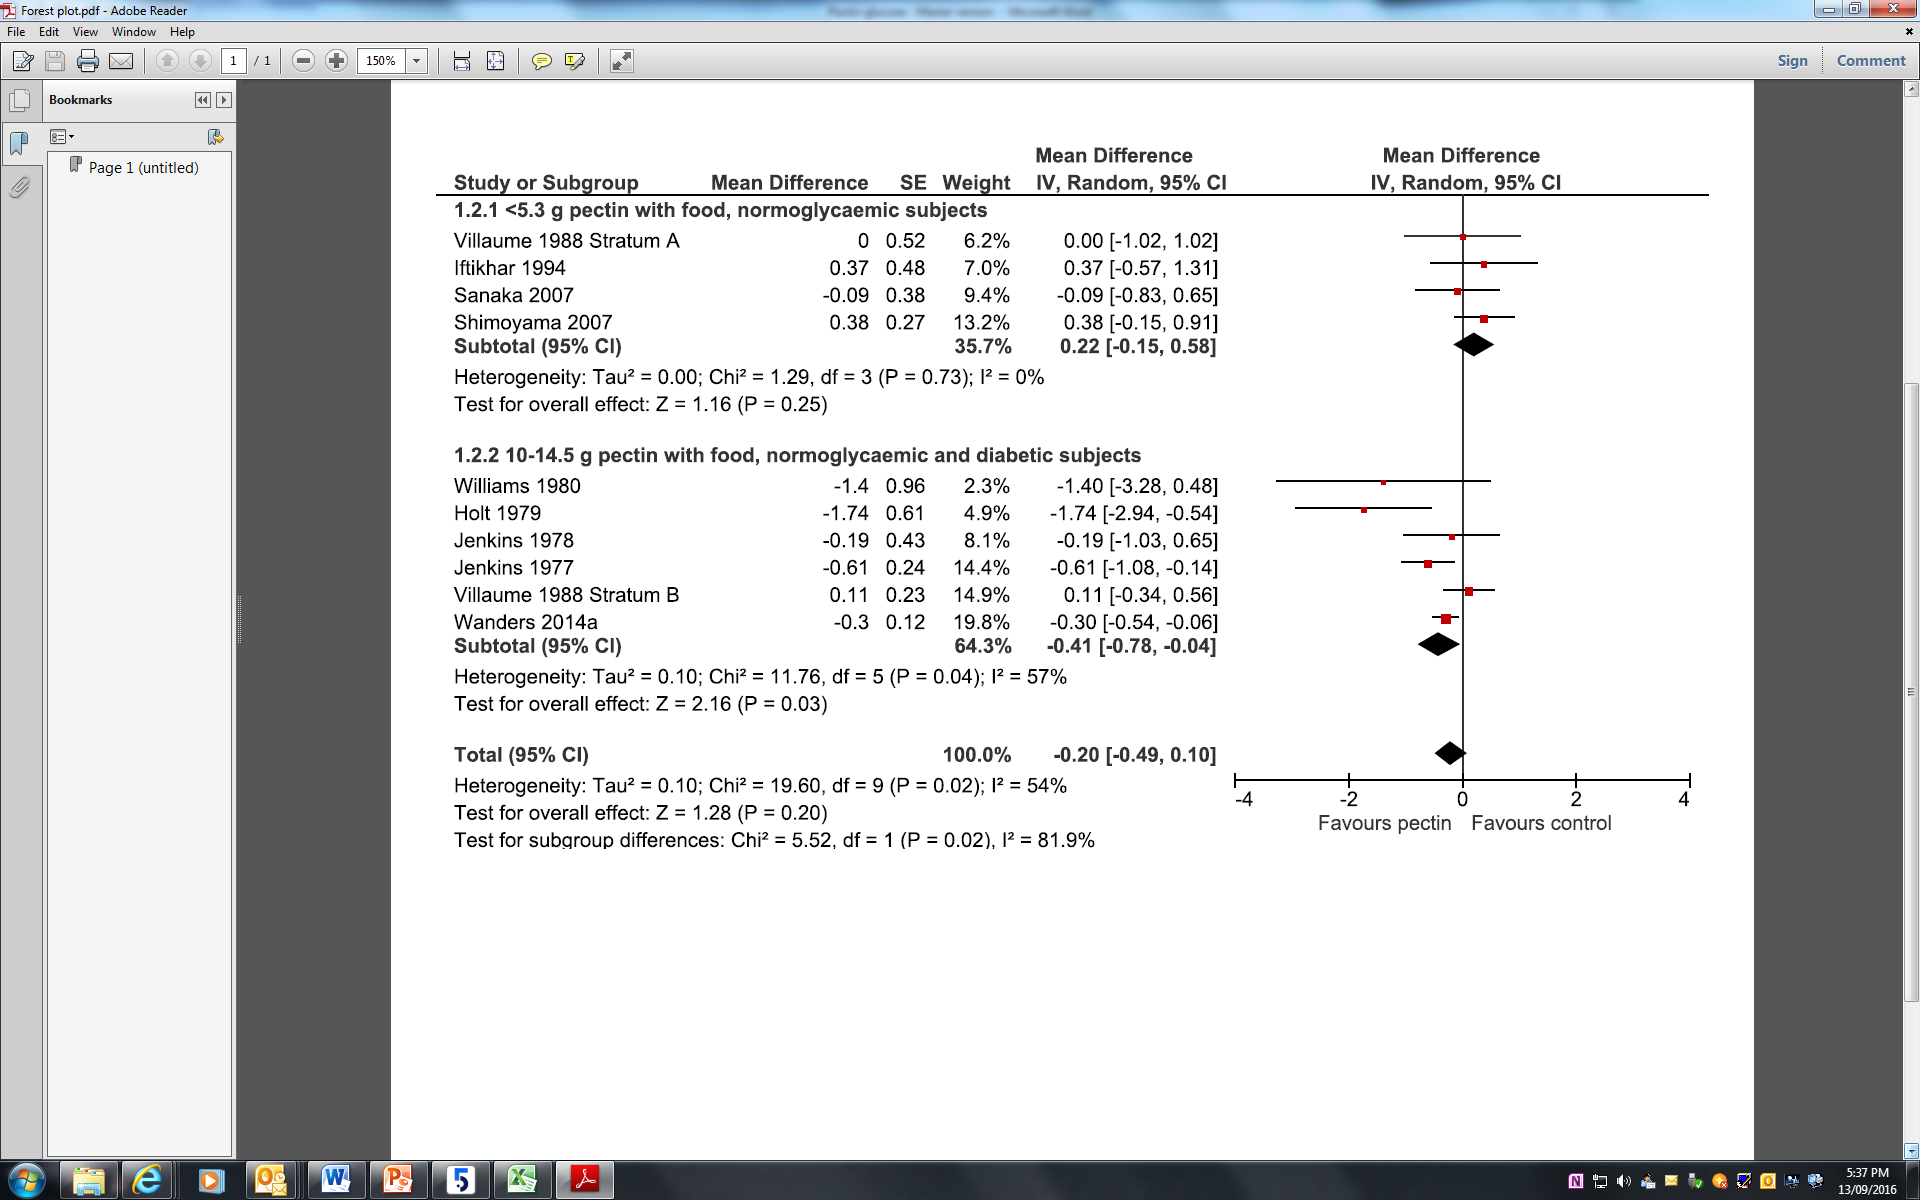 Forest plot.pdf - Adobe Reader
File Edit View Window Help
1 / 1 150% Sign Comment
Bookmarks
Page 1 (untitled)
Mean Difference Mean Difference
Study or Subgroup Mean Difference SE Weight IV, Random, 95% CI IV, Random, 95% CI
1.2.1 <5.3 g pectin with food, normoglycaemic subjects
Villaume 1988 Stratum A 0 0.52 6.2% 0.00 [-1.02, 1.02]
Iftikhar 1994 0.37 0.48 7.0% 0.37 [-0.57, 1.31]
Sanaka 2007 -0.09 0.38 9.4% -0.09 [-0.83, 0.65]
Shimoyama 2007 0.38 0.27 13.2% 0.38 [-0.15, 0.91]
Subtotal (95% CI) 35.7% 0.22 [-0.15, 0.58]
Heterogeneity: Tau² = 0.00; Chi² = 1.29, df = 3 (P = 0.73); I² = 0%
Test for overall effect: Z = 1.16 (P = 0.25)
1.2.2 10-14.5 g pectin with food, normoglycaemic and diabetic subjects
Williams 1980 -1.4 0.96 2.3% -1.40 [-3.28, 0.48]
Holt 1979 -1.74 0.61 4.9% -1.74 [-2.94, -0.54]
Jenkins 1978 -0.19 0.43 8.1% -0.19 [-1.03, 0.65]
Jenkins 1977 -0.61 0.24 14.4% -0.61 [-1.08, -0.14]
Villaume 1988 Stratum B 0.11 0.23 14.9% 0.11 [-0.34, 0.56]
Wanders 2014a -0.3 0.12 19.8% -0.30 [-0.54, -0.06]
Subtotal (95% CI) 64.3% -0.41 [-0.78, -0.04]
Heterogeneity: Tau² = 0.10; Chi² = 11.76, df = 5 (P = 0.04); I² = 57%
Test for overall effect: Z = 2.16 (P = 0.03)
Total (95% CI) 100.0% -0.20 [-0.49, 0.10]
Heterogeneity: Tau² = 0.10; Chi² = 19.60, df = 9 (P = 0.02); I² = 54%
Test for overall effect: Z = 1.28 (P = 0.20)
Test for subgroup differences: Chi² = 5.52, df = 1 (P = 0.02), I² = 81.9%
-4 -2 0 2 4
Favours pectin Favours control
5:37 PM
13/09/2016